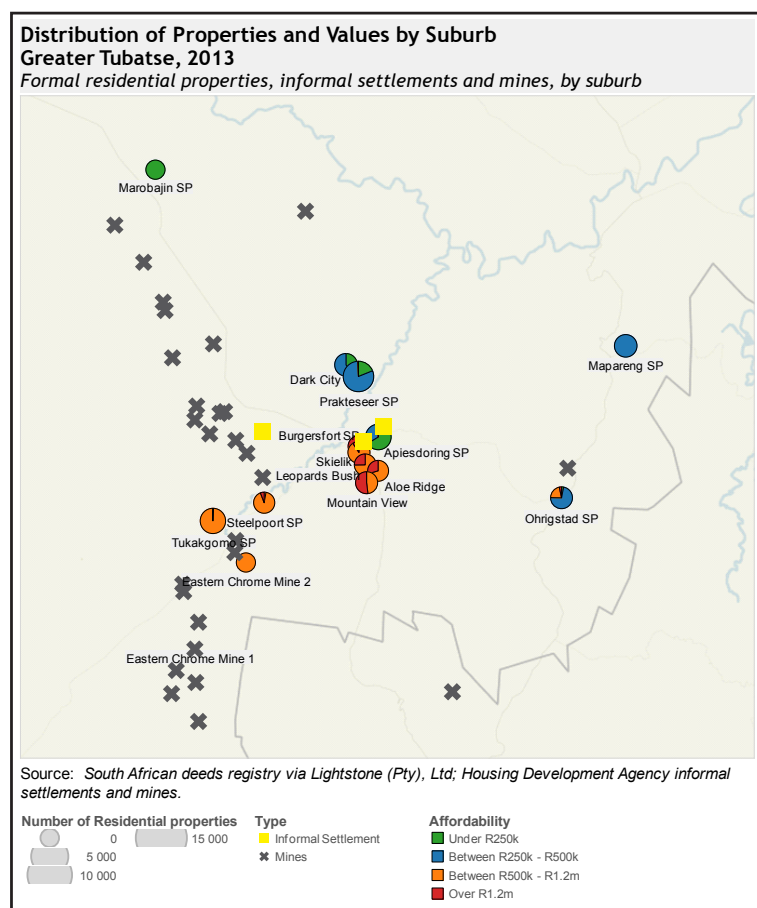 Distribution of Properties and Values by Suburb
Greater Tubatse, 2013
Formal residential properties, informal settlements and mines, by suburb
Marobajin SP
Mapareng SP
Dark City
Prakteseer SP
Burgersfort SP
Apiesdoring SP
Skielik
Leopards Bush
Aloe Ridge
Mountain View
Ohrigstad SP
Steelpoort SP
Tukakgomo SP
Eastern Chrome Mine 2
Eastern Chrome Mine 1
Source: South African deeds registry via Lightstone (Pty), Ltd; Housing Development Agency informal
settlements and mines.
Number of Residential properties
0
5 000
10 000
15 000
Type
Informal Settlement
Mines
Affordability
Under R250k
Between R250k - R500k
Between R500k - R1.2m
Over R1.2m